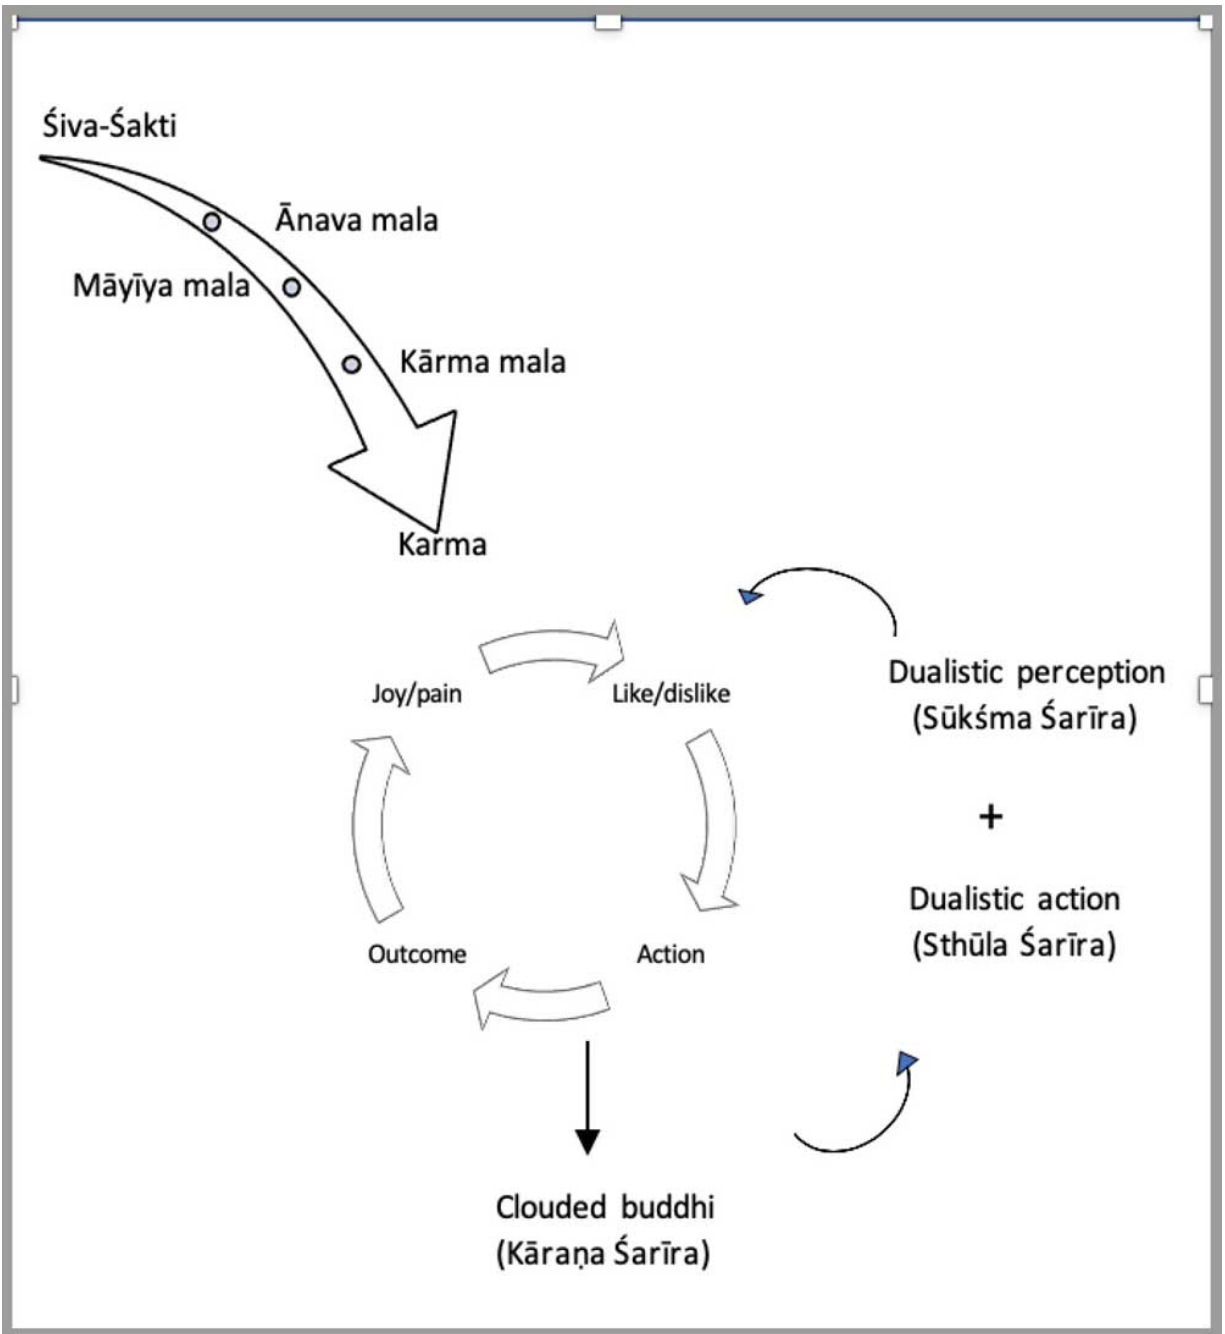 Śiva-Śakti
Ānava mala
Māyīya mala
Kārma mala
Karma
Joy/pain
Like/dislike
Dualistic perception
(Sūkśma Śarīra)
+
Dualistic action
(Sthūla Śarīra)
Outcome
Action
Clouded buddhi
(Kāraṇa Śarīra)